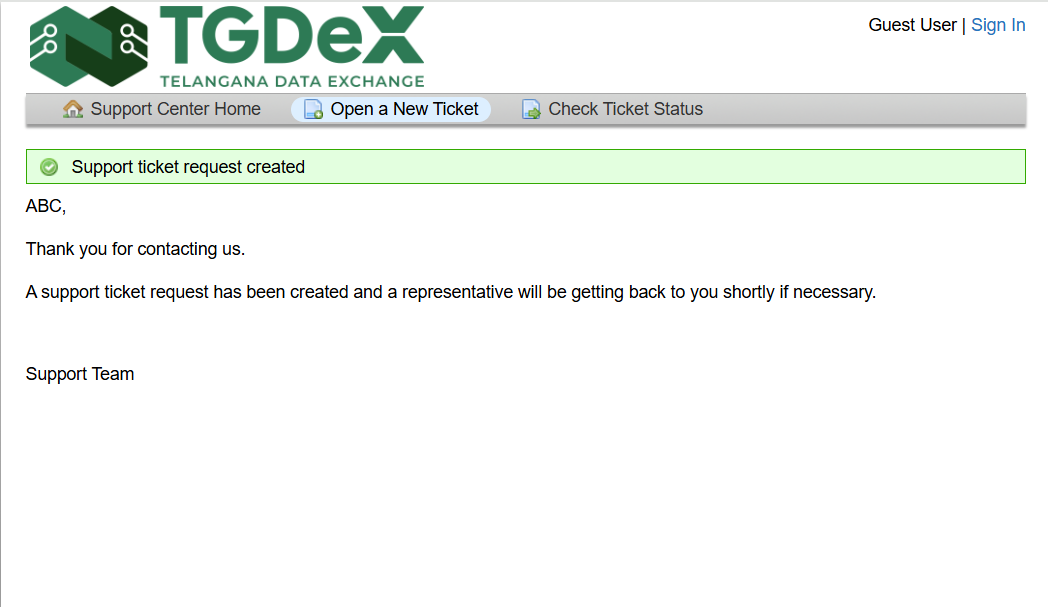 TGDeX
TELANGANA DATA EXCHANGE
Guest User | Sign In
Support Center Home Open a New Ticket Check Ticket Status
Support ticket request created
ABC,
Thank you for contacting us.
A support ticket request has been created and a representative will be getting back to you shortly if necessary.
Support Team